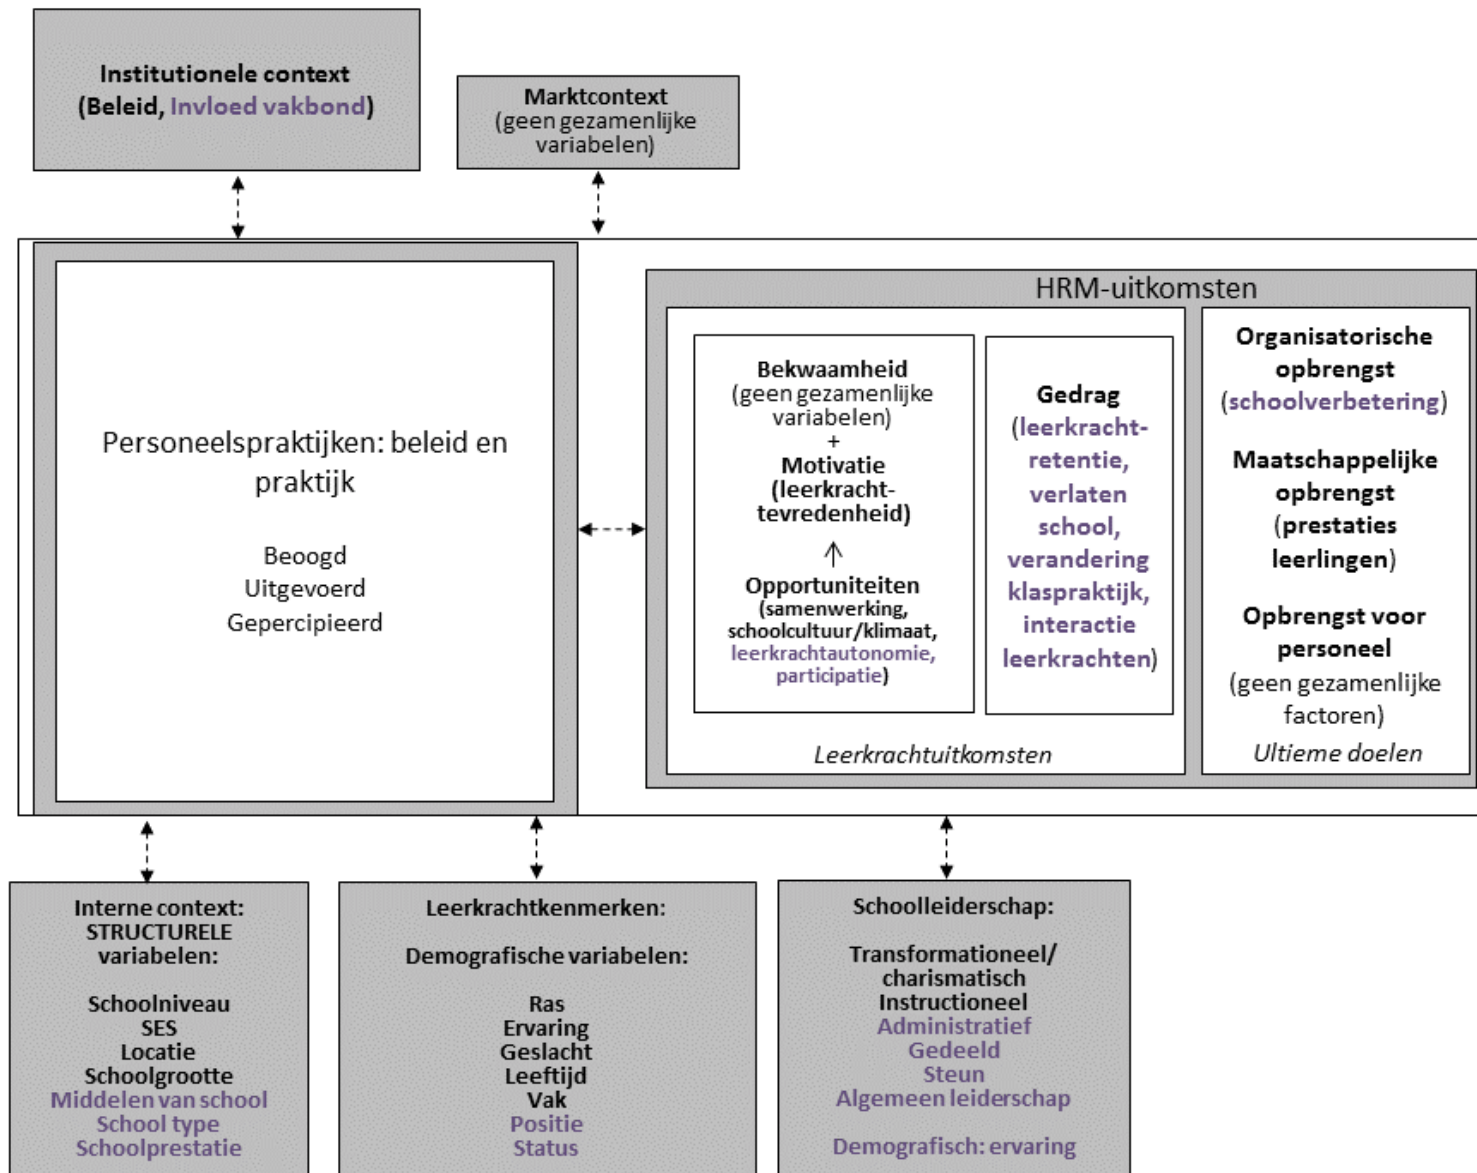 Institutionele context
(Beleid, Invloed vakbond)
Marktcontext
(geen gezamenlijke
variabelen)
Personeelspraktijken: beleid en
praktijk
Beoogd
Uitgevoerd
Gepercipieerd
HRM-uitkomsten
Bekwaamheid
(geen gezamenlijke
variabelen)
+
Motivatie
(leerkracht-
tevredenheid)
Opportuniteiten
(samenwerking,
schoolcultuur/klimaat,
leerkrachtautonomie,
participatie)
Gedrag
(leerkracht-
retentie,
verlaten
school,
verandering
klaspraktijk,
interactie
leerkrachten)
Leerkrachtuitkomsten
Organisatorische
opbrengst
(schoolverbetering)
Maatschappelijke
opbrengst
(prestaties
leerlingen)
Opbrengst voor
personeel
(geen gezamenlijke
factoren)
Ultieme doelen
Interne context:
STRUCTURELE
variabelen:
Schoolniveau
SES
Locatie
Schoolgrootte
Middelen van school
School type
Schoolprestatie
Leerkrachtkenmerken:
Demografische variabelen:
Ras
Ervaring
Geslacht
Leeftijd
Vak
Positie
Status
Schoolleiderschap:
Transformationeel/
charismatisch
Instructioneel
Administratief
Gedeeld
Steun
Algemeen leiderschap
Demografisch: ervaring